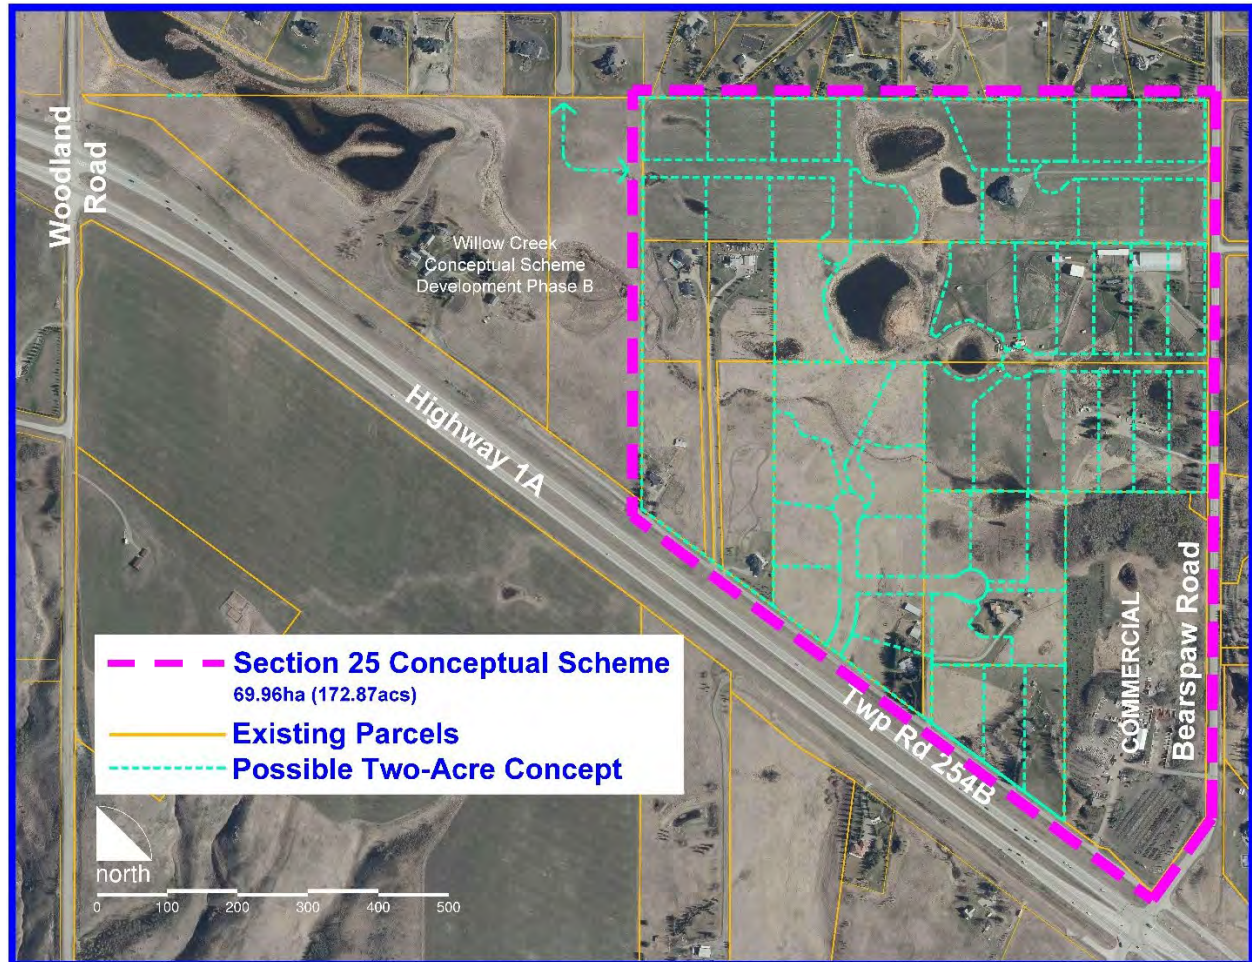 Woodland
Road
Willow Creek
Conceptual Scheme
Development Phase B
Highway 1A
Twp Rd 254B
COMMERCIAL
Bearspaw Road
Section 25 Conceptual Scheme
69.96ha (172.87acs)
Existing Parcels
Possible Two-Acre Concept
north
0 100 200 300 400 500